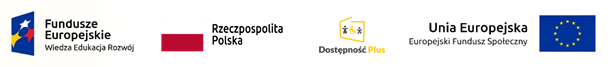 Fundusze
Europejskie
Wiedza Edukacja Rozwój
Rzeczpospolita
Polska
Dostępność Plus
Unia Europejska
Europejski Fundusz Społeczny